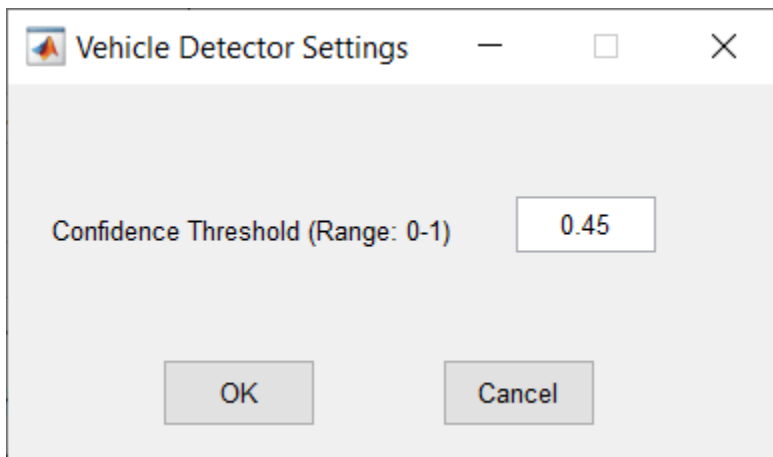 Vehicle Detector Settings
Confidence Threshold (Range: 0-1) 0.45
OK Cancel